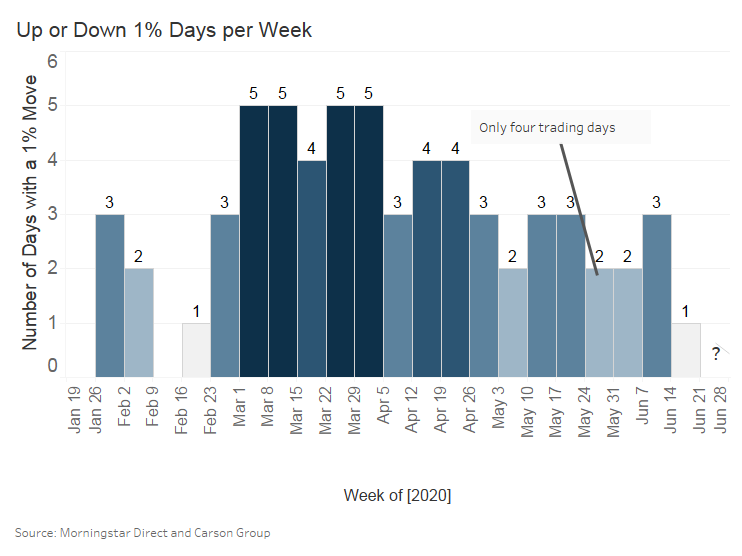 Up or Down 1% Days per Week
Number of Days with a 1% Move
6
5
4
3
2
1
0
3
2
1
3
5
5
4
5
5
3
4
4
3
2
3
3
2
2
3
1
?
Only four trading days
Jan 19
Jan 26
Feb 2
Feb 9
Feb 16
Feb 23
Mar 1
Mar 8
Mar 15
Mar 22
Mar 29
Apr 5
Apr 12
Apr 19
Apr 26
May 3
May 10
May 17
May 24
May 31
Jun 7
Jun 14
Jun 21
Jun 28
Week of [2020]
Source: Morningstar Direct and Carson Group